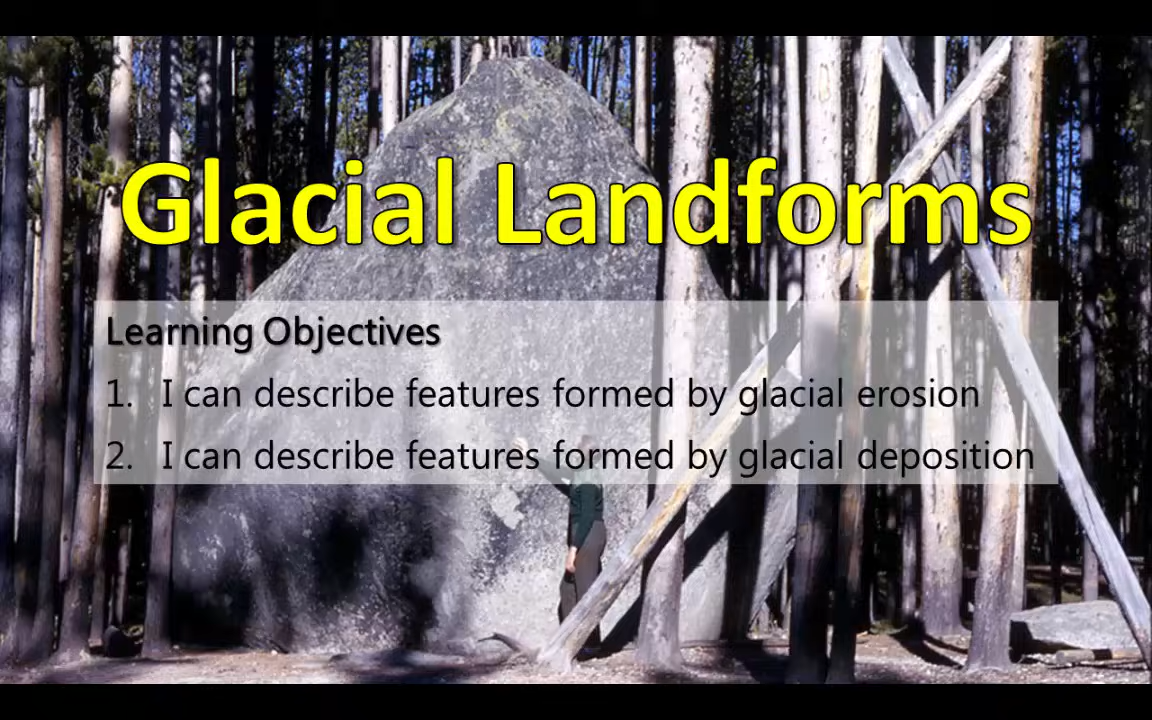 Glacial Landforms
Learning Objectives
1. I can describe features formed by glacial erosion
2. I can describe features formed by glacial deposition